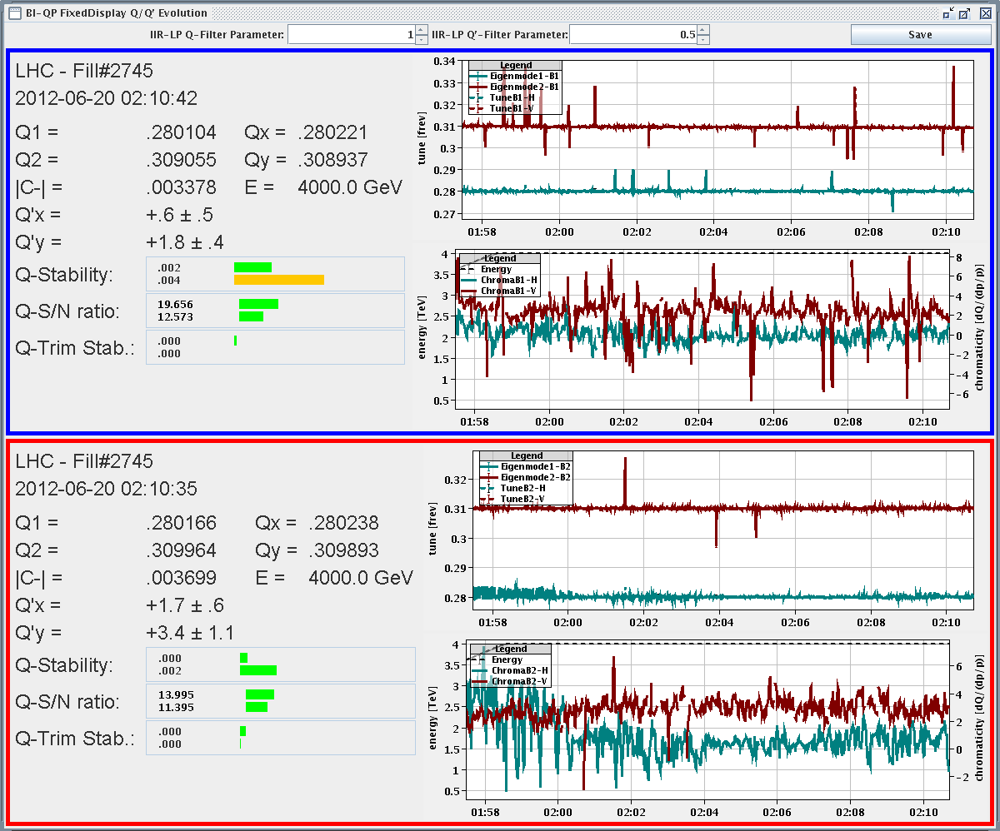 BI-QP FixedDisplay Q/Q' Evolution
IIR-LP Q-Filter Parameter: 1 IIR-LP Q'-Filter Parameter: 0.5 Save
LHC - Fill#2745
2012-06-20 02:10:42
Q1 = .280104 Qx = .280221
Q2 = .309055 Qy = .308937
|C-| = .003378 E = 4000.0 GeV
Q'x = +.6 ± .5
Q'y = +1.8 ± .4
Q-Stability: .002
.004
Q-S/N ratio: 19.656
12.573
Q-Trim Stab.: .000
.000
tune [frev]
0.34
0.33
0.32
0.31
0.3
0.29
0.28
0.27
Legend
Eigenmode1-B1
Eigenmode2-B1
TuneB1-H
TuneB1-V
01:58 02:00 02:02 02:04 02:06 02:08 02:10
energy [TeV]
4
3.5
3
2.5
2
1.5
1
0.5
Legend
Energy
ChromaB1-H
ChromaB1-V
8
6
4
2
0
-2
-4
-6
chromaticity [dQ/(dp/p)]
01:58 02:00 02:02 02:04 02:06 02:08 02:10
LHC - Fill#2745
2012-06-20 02:10:35
Q1 = .280166 Qx = .280238
Q2 = .309964 Qy = .309893
|C-| = .003699 E = 4000.0 GeV
Q'x = +1.7 ± .6
Q'y = +3.4 ± 1.1
Q-Stability: .000
.002
Q-S/N ratio: 13.995
11.395
Q-Trim Stab.: .000
.000
tune [frev]
0.32
0.31
0.3
0.29
0.28
Legend
Eigenmode1-B2
Eigenmode2-B2
TuneB2-H
TuneB2-V
01:58 02:00 02:02 02:04 02:06 02:08 02:10
energy [TeV]
4
3.5
3
2.5
2
1.5
1
0.5
Legend
Energy
ChromaB2-H
ChromaB2-V
6
4
2
0
-2
chromaticity [dQ/(dp/p)]
01:58 02:00 02:02 02:04 02:06 02:08 02:10